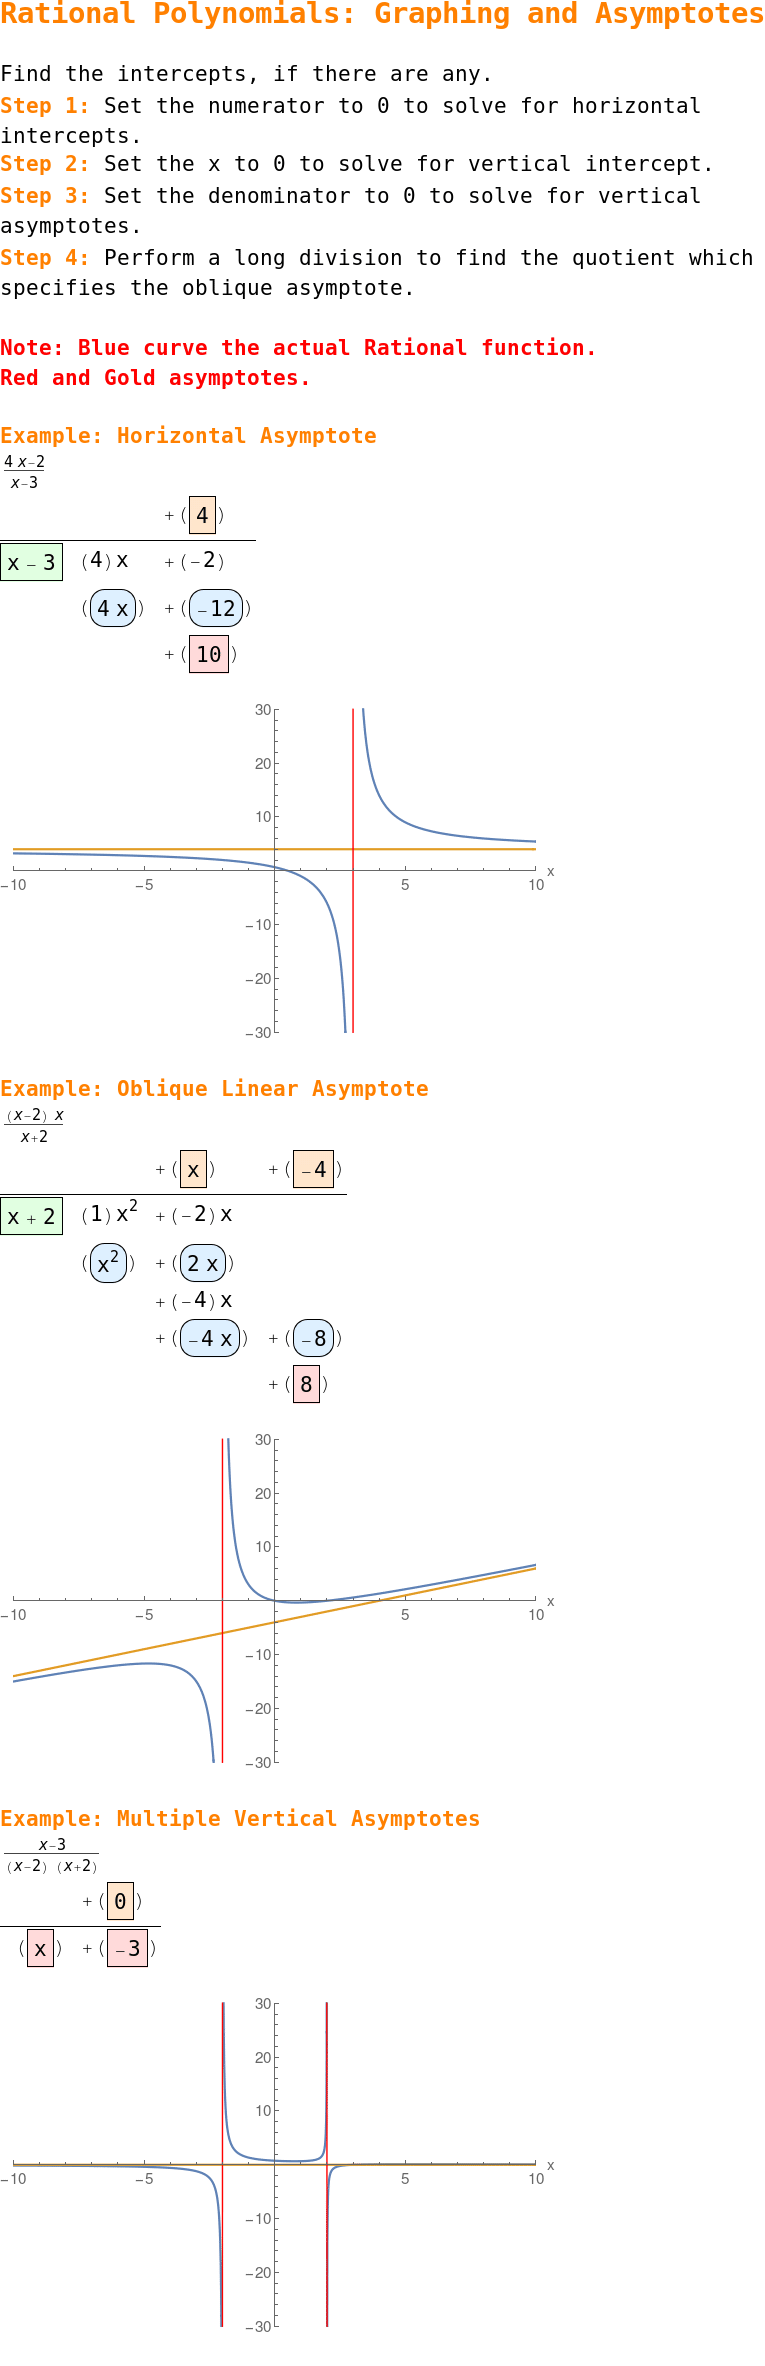 Rational Polynomials: Graphing and Asymptotes
Find the intercepts, if there are any.
Step 1: Set the numerator to 0 to solve for horizontal
intercepts.
Step 2: Set the x to 0 to solve for vertical intercept.
Step 3: Set the denominator to 0 to solve for vertical
asymptotes.
Step 4: Perform a long division to find the quotient which
specifies the oblique asymptote.
Note: Blue curve the actual Rational function.
Red and Gold asymptotes.
Example: Horizontal Asymptote
4 x−2
x−3
+ ( 4 )
x − 3 (4) x + (−2)
( 4 x ) + ( −12 )
+ ( 10 )
30
20
10
−10 −5 5 10 x
−10
−20
−30
Example: Oblique Linear Asymptote
(x−2) x
x+2
+ ( x ) + ( −4 )
x + 2 (1) x² + (−2) x
( x² ) + ( 2 x )
+ (−4) x
+ ( −4 x ) + ( −8 )
+ ( 8 )
30
20
10
−10 −5 5 10 x
−10
−20
−30
Example: Multiple Vertical Asymptotes
x−3
(x−2) (x+2)
+ ( 0 )
( x ) + ( −3 )
30
20
10
−10 −5 5 10 x
−10
−20
−30